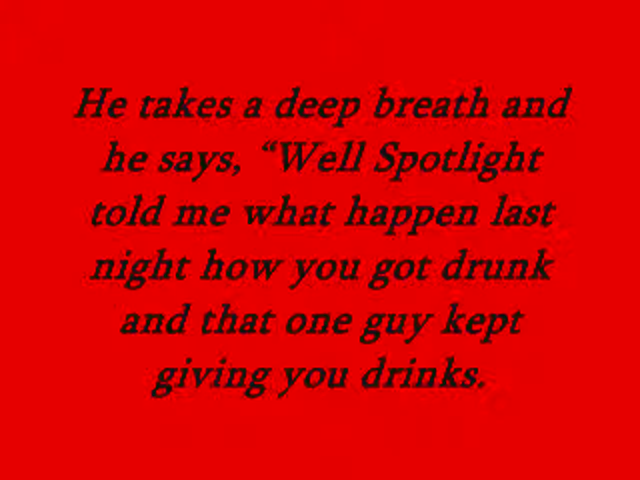 He takes a deep breath and
he says, “Well Spotlight
told me what happen last
night how you got drunk
and that one guy kept
giving you drinks.